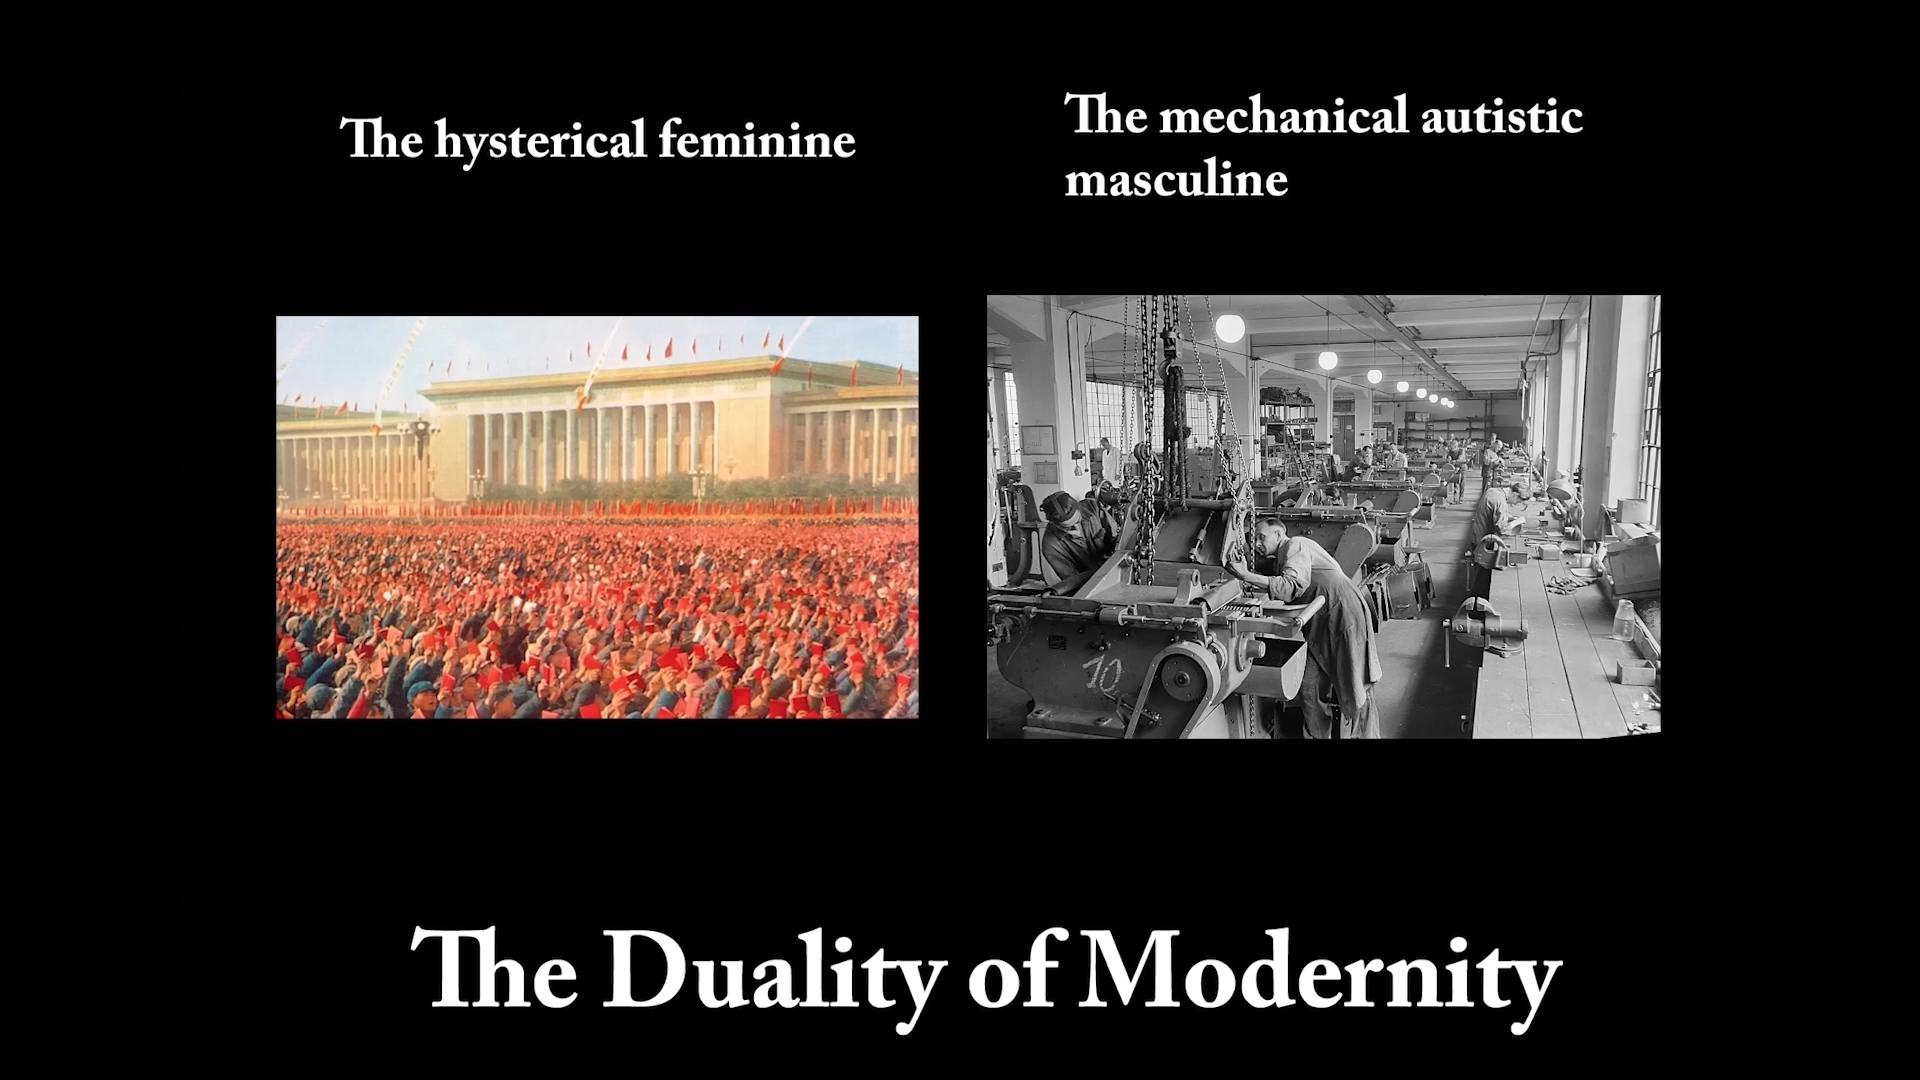 The hysterical feminine
The mechanical autistic
masculine
10
The Duality of Modernity